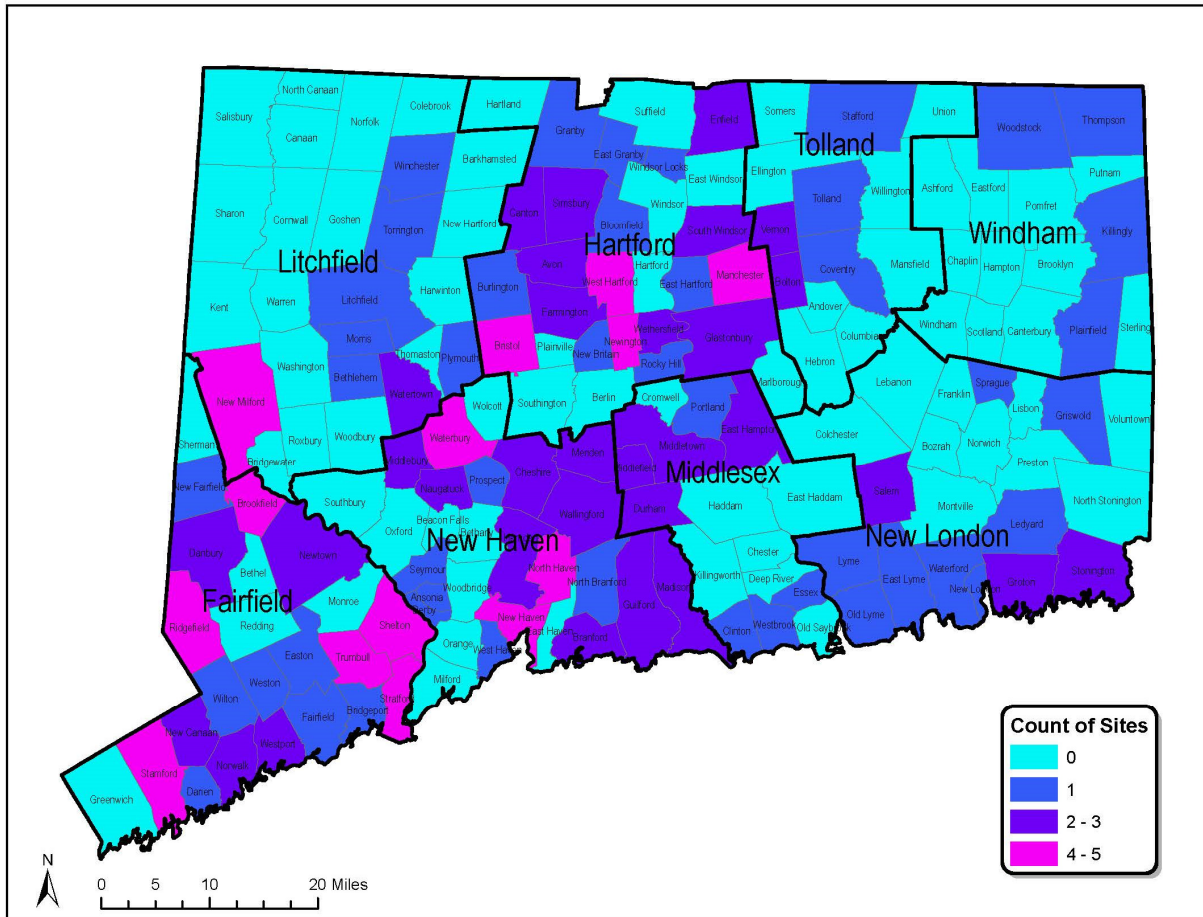 North Canaan
Colebrook
Hartland
Suffield
Enfield
Somers
Stafford
Union
Salisbury
Canaan
Norfolk
Granby
Woodstock
Thompson
Winchester
Barkhamsted
East Granby
Windsor Locks
East Windsor
Tolland
Ellington
Willington
Ashford
Eastford
Putnam
Pomfret
Sharon
Cornwall
Goshen
Torrington
New Hartford
Canton
Simsbury
Bloomfield
Windsor
South Windsor
Vernon
Tolland
Killingly
Litchfield
Hartford
Windham
Avon
West Hartford
Hartford
East Hartford
Manchester
Bolton
Coventry
Mansfield
Chaplin
Hampton
Brooklyn
Kent
Warren
Litchfield
Harwinton
Burlington
Farmington
Wethersfield
Glastonbury
Andover
Columbia
Windham
Scotland
Canterbury
Plainfield
Sterling
Morris
Thomaston
Plymouth
Bristol
Plainville
New Britain
Newington
Rocky Hill
Hebron
Marlboroug
Washington
Bethlehem
Watertown
Wolcott
Southington
Berlin
Cromwell
Portland
East Hampton
Lebanon
Franklin
Sprague
Lisbon
Griswold
Voluntown
New Milford
Roxbury
Woodbury
Waterbury
Middlebury
Cheshire
Meriden
Middletown
Middlefield
Middlesex
Colchester
Bozrah
Norwich
Preston
Sherman
Bridgewater
New Fairfield
Brookfield
Southbury
Naugatuck
Prospect
Wallingford
Durham
Haddam
East Haddam
Salem
Montville
North Stonington
Oxford
Beacon Falls
Bethany
New Haven
New London
Ledyard
Danbury
Bethel
Newtown
Seymour
Woodbridge
North Haven
North Branford
Guilford
Madison
Killingworth
Chester
Deep River
Essex
Lyme
East Lyme
Waterford
New London
Groton
Stonington
Fairfield
Ridgefield
Redding
Monroe
Shelton
Ansonia
Derby
New Haven
East Haven
Branford
Clinton
Westbrook
Old Saybrook
Old Lyme
Easton
Trumbull
Orange
West Haven
Milford
Wilton
Weston
Fairfield
Bridgeport
Stratford
New Canaan
Norwalk
Westport
Stamford
Darien
Greenwich
Count of Sites
0
1
2 - 3
4 - 5
N
0 5 10 20 Miles